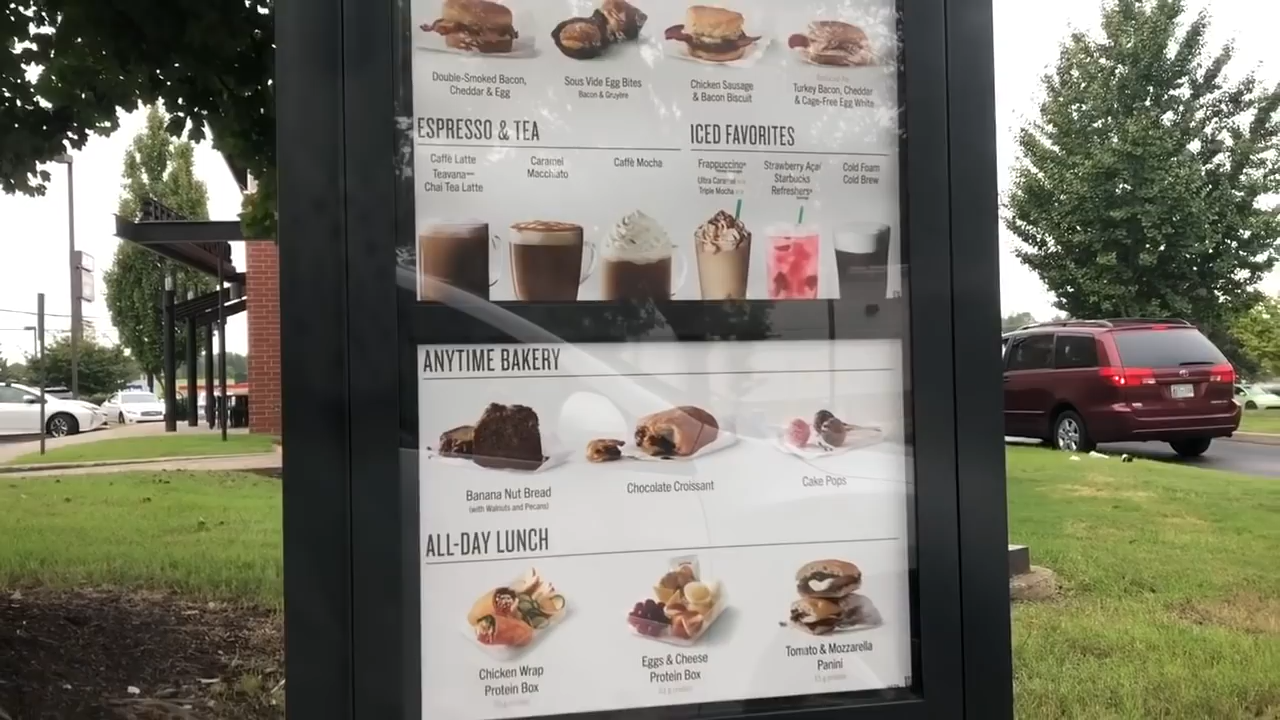 Double-Smoked Bacon,
Cheddar & Egg
Sous Vide Egg Bites
Bacon & Gruyère
Chicken Sausage
& Bacon Biscuit
Turkey Bacon, Cheddar
& Cage-Free Egg White
ESPRESSO & TEA
Caffè Latte
Teavana
Chai Tea Latte
Caramel
Macchiato
Caffè Mocha
ICED FAVORITES
Frappuccino
Ultra Caramel
Triple Mocha
Strawberry Açaí
Starbucks
Refreshers
Cold Foam
Cold Brew
ANYTIME BAKERY
Banana Nut Bread
(with Walnuts and Pecans)
Chocolate Croissant
Cake Pops
ALL-DAY LUNCH
Chicken Wrap
Protein Box
Eggs & Cheese
Protein Box
Tomato & Mozzarella
Panini